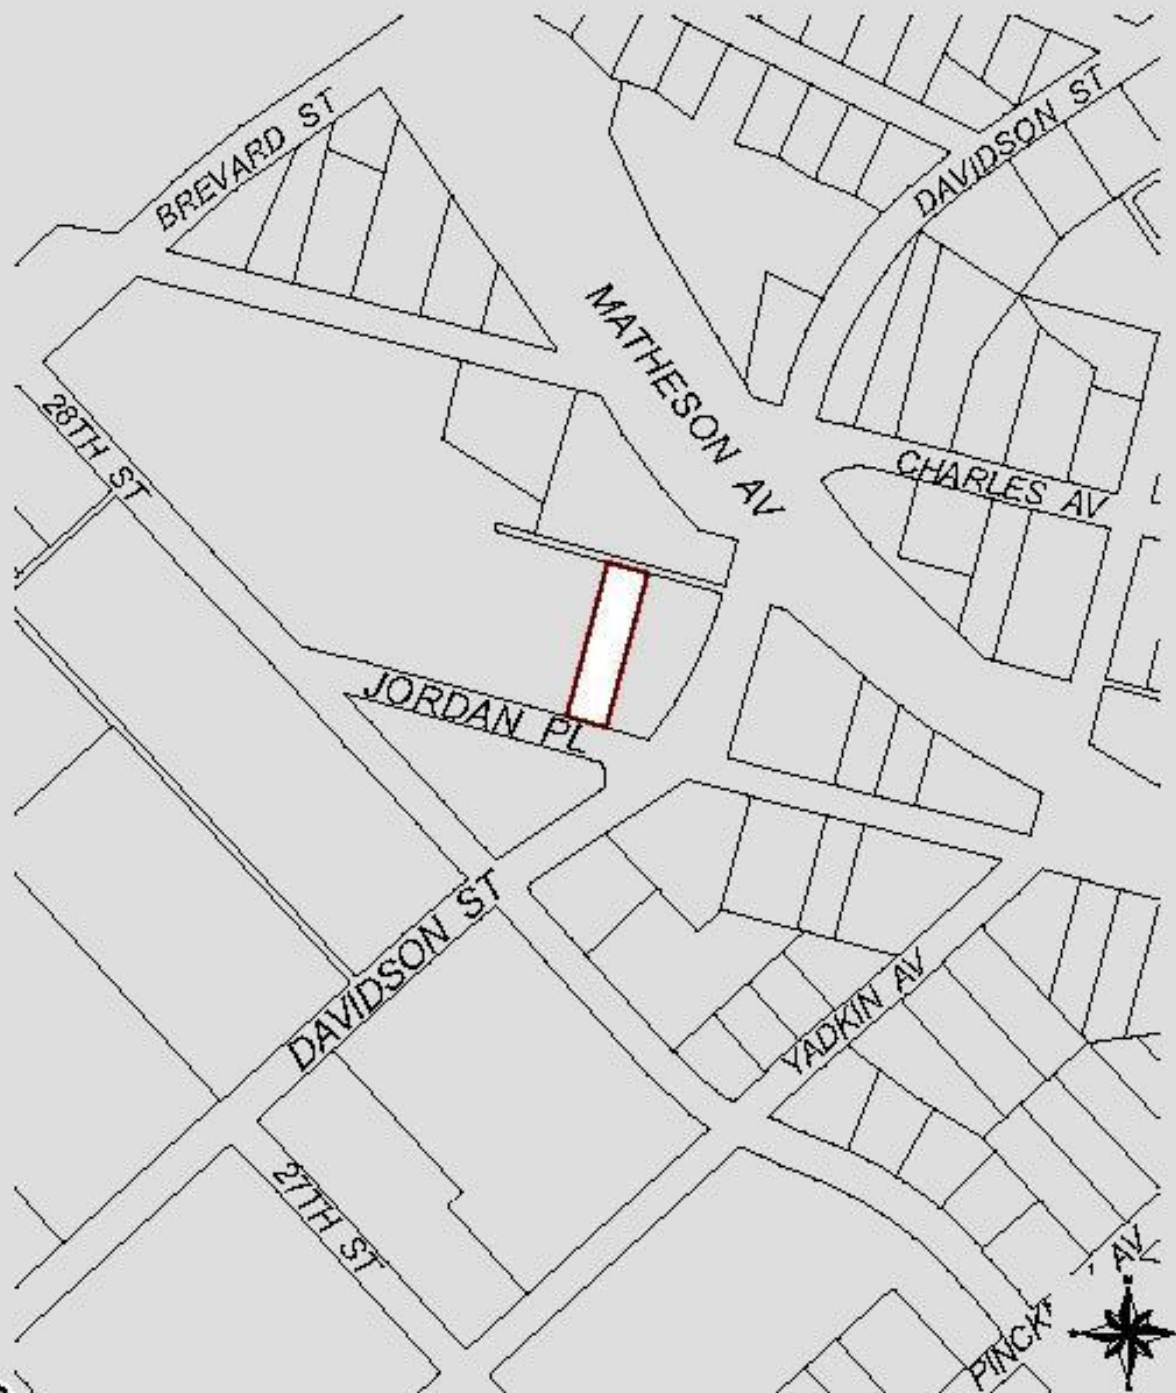 BREVARD ST
DAVIDSON ST
MATHESON AV
28TH ST
CHARLES AV
JORDAN PL
DAVIDSON ST
YADKIN AV
27TH ST
AV